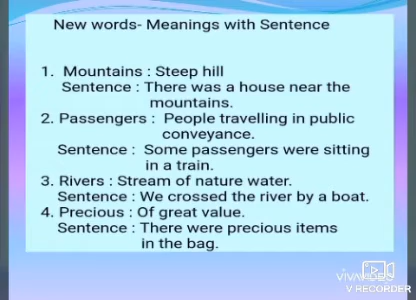 New words- Meanings with Sentence
1. Mountains : Steep hill
Sentence : There was a house near the
mountains.
2. Passengers : People travelling in public
conveyance.
Sentence : Some passengers were sitting
in a train.
3. Rivers : Stream of nature water.
Sentence : We crossed the river by a boat.
4. Precious : Of great value.
Sentence : There were precious items
in the bag.
V RECORDER